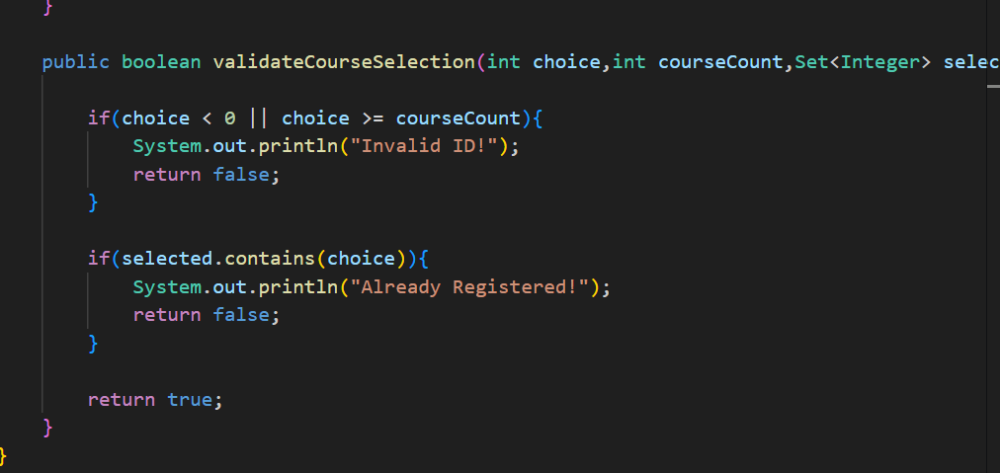 }
public boolean validateCourseSelection(int choice,int courseCount,Set<Integer> selec
if(choice < 0 || choice >= courseCount){
System.out.println("Invalid ID!");
return false;
}
if(selected.contains(choice)){
System.out.println("Already Registered!");
return false;
}
return true;
}
}